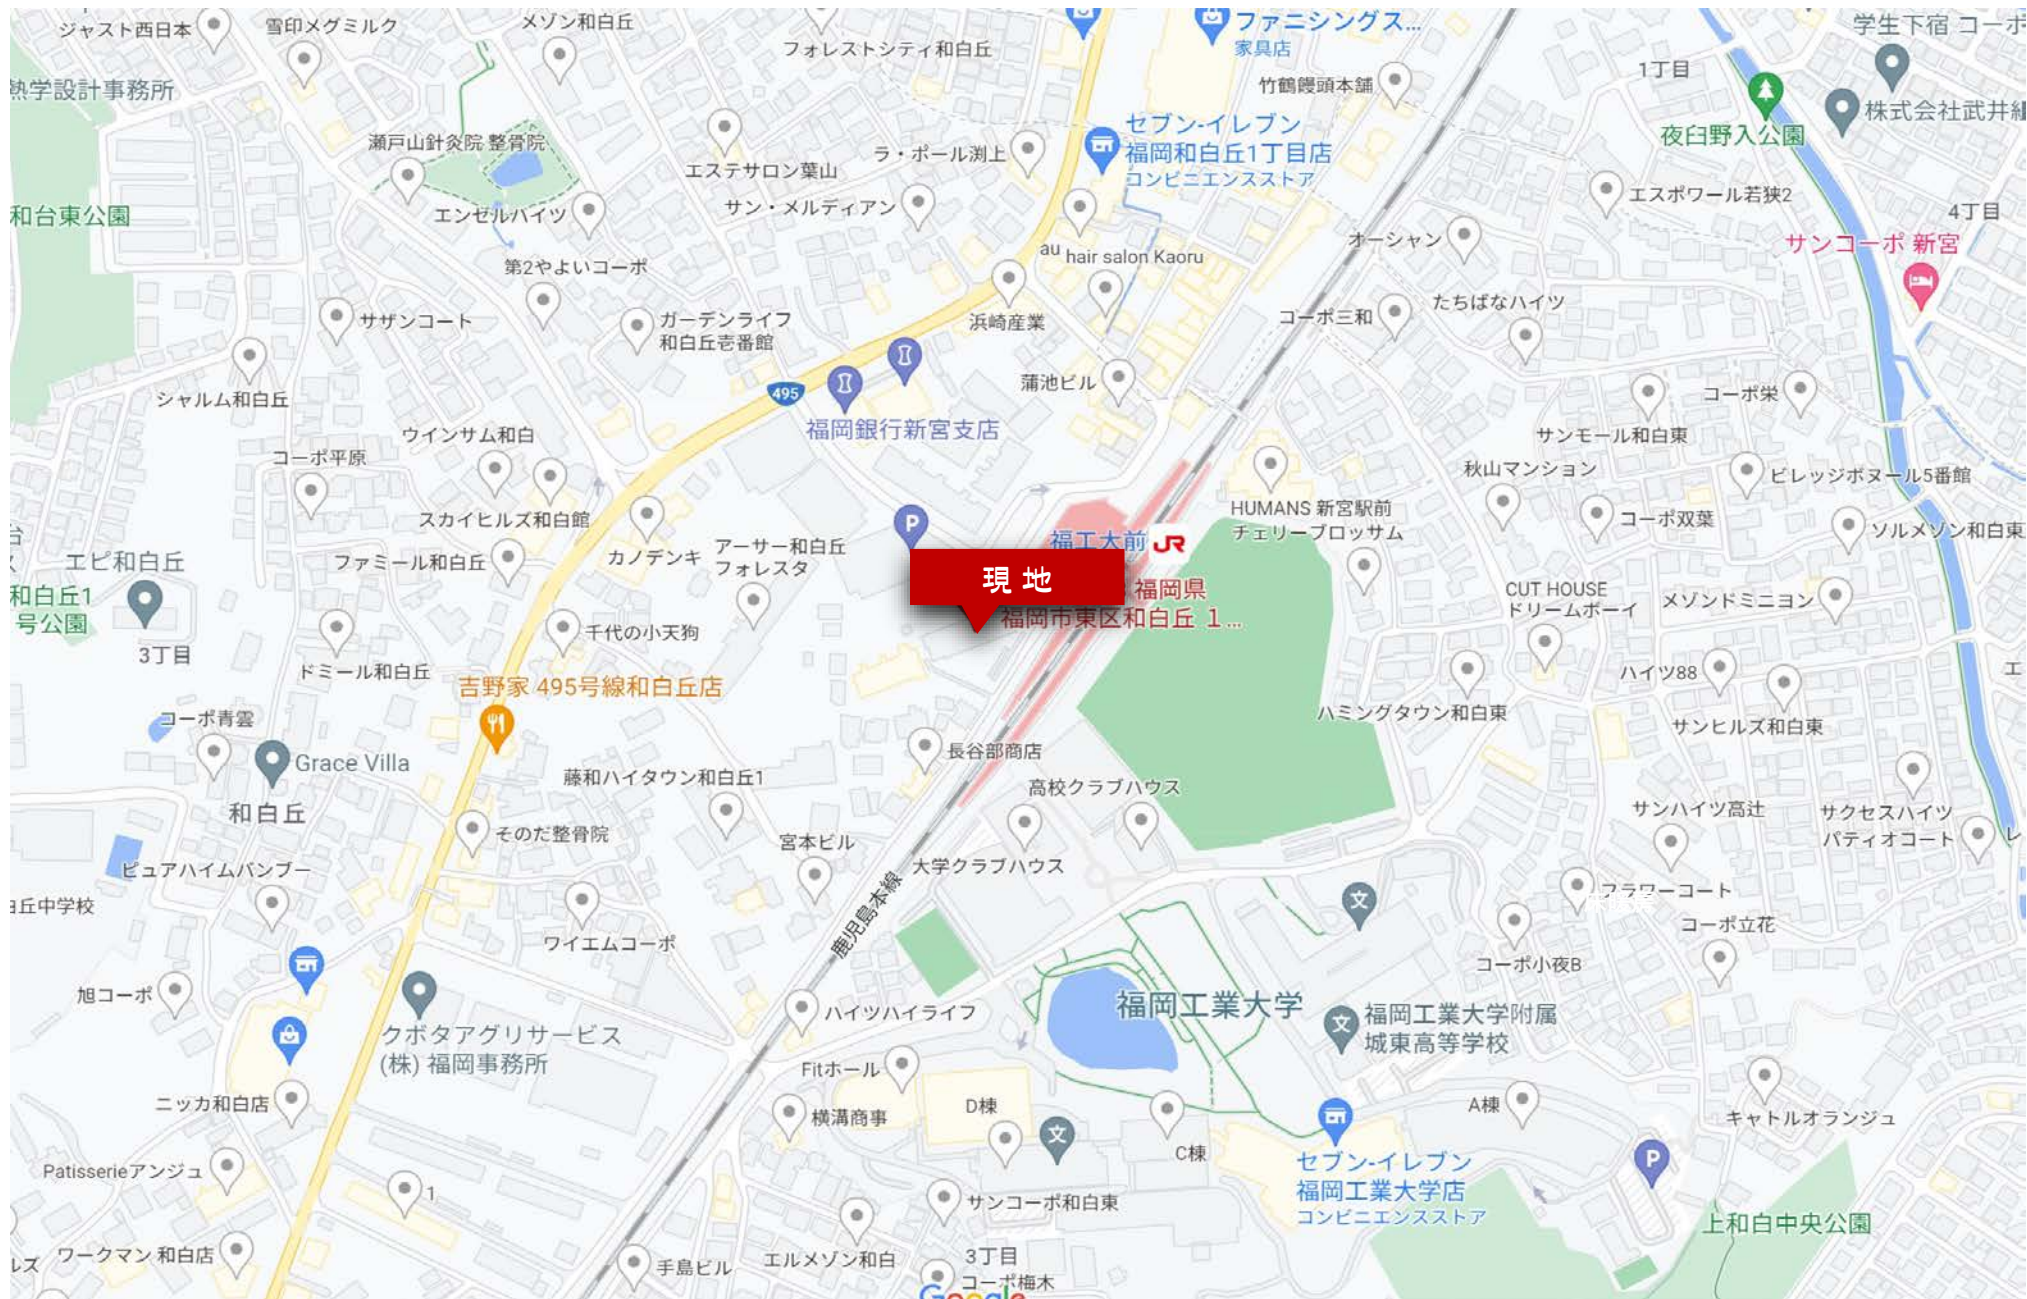 ジャスト西日本
雪印メグミルク
メゾン和白丘
フォレストシティ和白丘
ファニシングス...
家具店
学生下宿 コーポ
熱学設計事務所
竹鶴饅頭本舗
1丁目
株式会社武井組
夜臼野入公園
瀬戸山針灸院 整骨院
エステサロン葉山
ラ・ポール渕上
セブン-イレブン
福岡和白丘1丁目店
コンビニエンスストア
和台東公園
エンゼルハイツ
サン・メルディアン
エスポワール若狭2
4丁目
サンコーポ 新宮
オーシャン
au
hair salon Kaoru
第2やよいコーポ
サザンコート
ガーデンライフ
和白丘壱番館
浜崎産業
コーポ三和
たちばなハイツ
シャルム和白丘
495
蒲池ビル
コーポ栄
福岡銀行新宮支店
ウインサム和白
コーポ平原
サンモール和白東
秋山マンション
ビレッジボヌール5番館
スカイヒルズ和白館
P
HUMANS 新宮駅前
チェリーブロッサム
コーポ双葉
ソルメゾン和白東
台
エピ和白丘
ファミール和白丘
カノデンキ
アーサー和白丘
フォレスタ
福工大前
JR
現地
福岡県
福岡市東区和白丘 1...
CUT HOUSE
ドリームボーイ
メゾンドミニヨン
和白丘1
号公園
3丁目
千代の小天狗
ドミール和白丘
吉野家 495号線和白丘店
ハイツ88
エ
ハミングタウン和白東
サンヒルズ和白東
コーポ青雲
Grace Villa
長谷部商店
藤和ハイタウン和白丘1
高校クラブハウス
和白丘
サンハイツ高辻
サクセスハイツ
パティオコート
レ
そのだ整骨院
宮本ビル
大学クラブハウス
ピュアハイムバンブー
フラワーコート
文
白丘中学校
鹿児島本線
コーポ立花
ワイエムコーポ
コーポ小夜B
旭コーポ
福岡工業大学
ハイツハイライフ
文
福岡工業大学附属
城東高等学校
クボタアグリサービス
(株) 福岡事務所
Fitホール
ニッカ和白店
横溝商事
D棟
A棟
キャトルオランジュ
文
C棟
Patisserieアンジュ
セブン-イレブン
福岡工業大学店
コンビニエンスストア
P
1
サンコーポ和白東
上和白中央公園
ルズ
ワークマン 和白店
手島ビル
エルメゾン和白
3丁目
コーポ梅木
Google